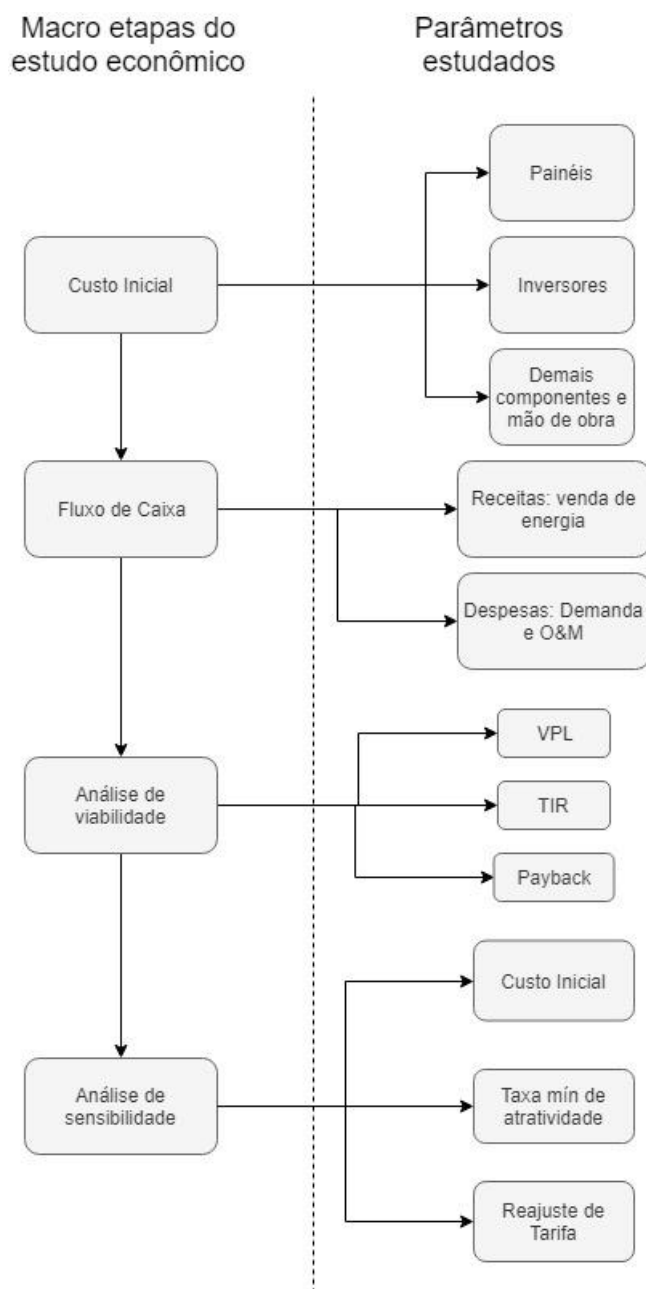 Macro etapas do
estudo econômico
Parâmetros
estudados
Painéis
Custo Inicial
Inversores
Demais
componentes e
mão de obra
Fluxo de Caixa
Receitas: venda de
energia
Despesas: Demanda
e O&M
VPL
Análise de
viabilidade
TIR
Payback
Custo Inicial
Análise de
sensibilidade
Taxa mín de
atratividade
Reajuste de
Tarifa